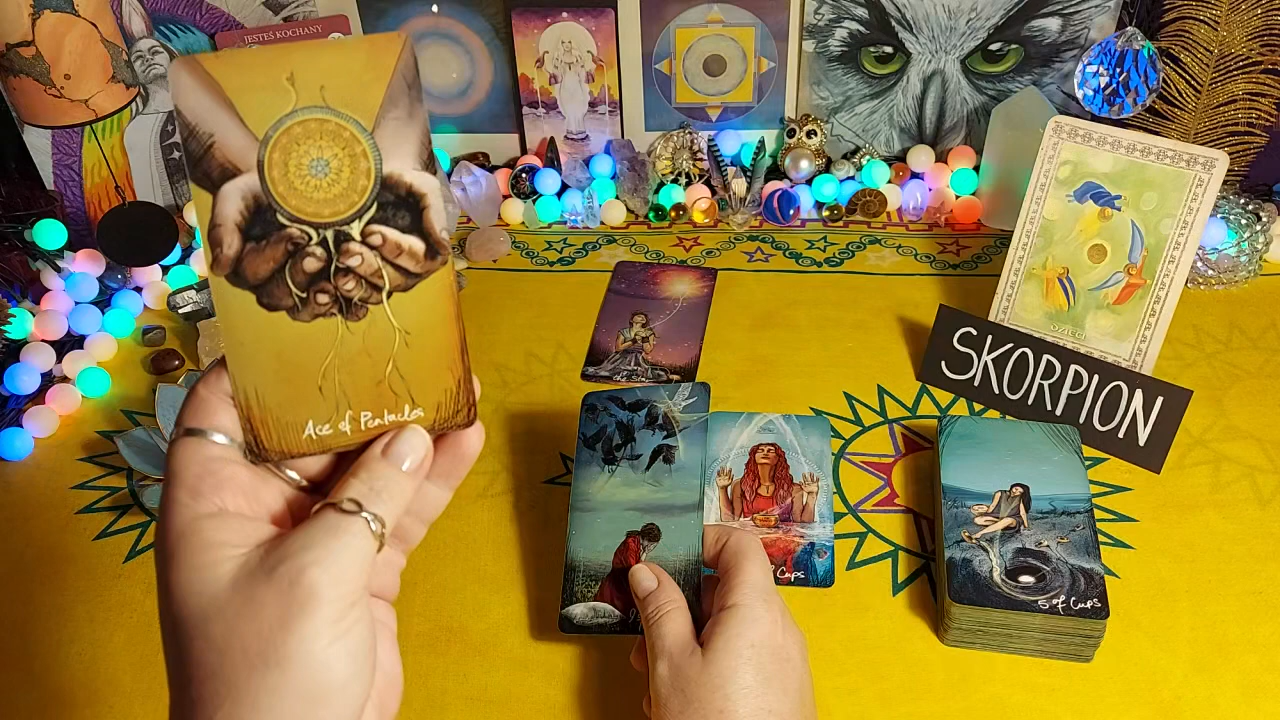 JESTEŚ KOCHANY
Ace of Pentacles
DZIECI
SKORPION
Cups
5 of Cups